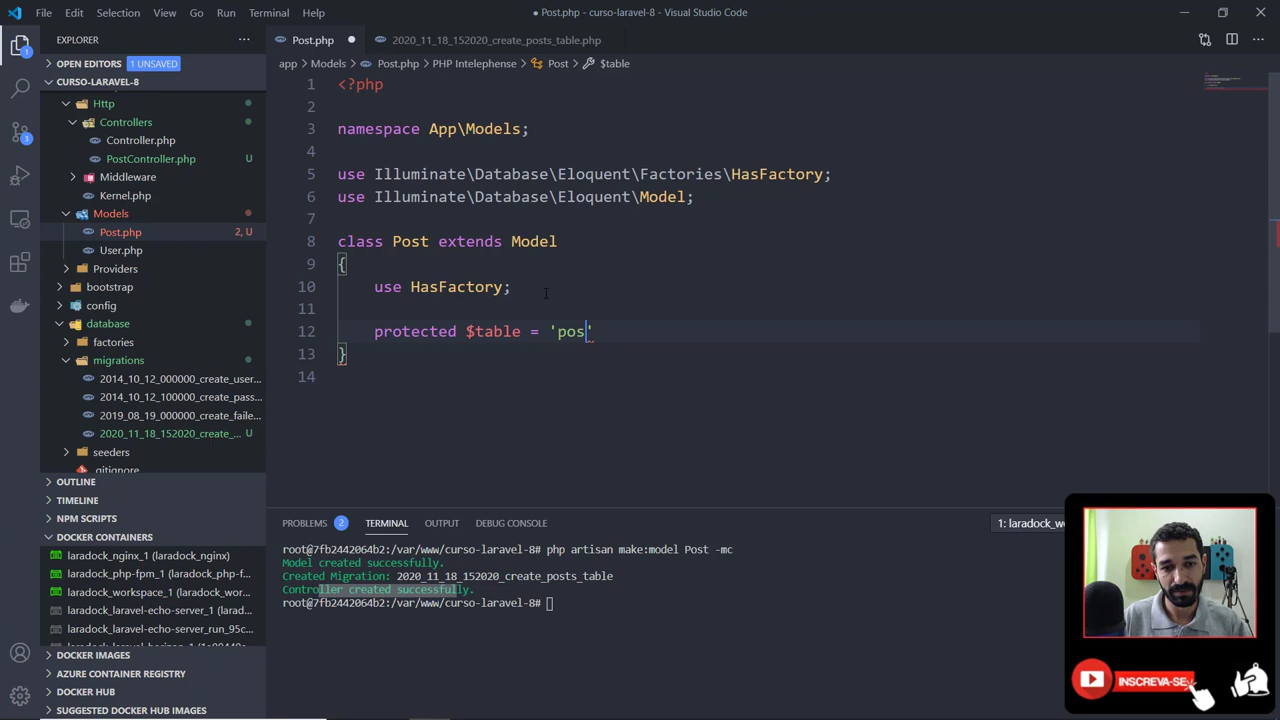 File Edit Selection View Go Run Terminal Help
● Post.php - curso-laravel-8 - Visual Studio Code
EXPLORER
Post.php
2020_11_18_152020_create_posts_table.php
OPEN EDITORS 1 UNSAVED
app > Models > Post.php > PHP Intelephense > Post > $table
CURSO-LARAVEL-8
Http
Controllers
Controller.php
PostController.php U
Middleware
Kernel.php
Models
Post.php 2, U
User.php
Providers
bootstrap
config
database
factories
migrations
2014_10_12_000000_create_user...
2014_10_12_100000_create_pass...
2019_08_19_000000_create_faile...
2020_11_18_152020_create_... U
seeders
.gitignore
OUTLINE
TIMELINE
NPM SCRIPTS
DOCKER CONTAINERS
laradock_nginx_1 (laradock_nginx)
laradock_php-fpm_1 (laradock_php-f...
laradock_workspace_1 (laradock_wor...
laradock_laravel-echo-server_1 (larad...
laradock_laravel-echo-server_run_95c...
DOCKER IMAGES
AZURE CONTAINER REGISTRY
DOCKER HUB
SUGGESTED DOCKER HUB IMAGES
1 <?php
2
3 namespace App\Models;
4
5 use Illuminate\Database\Eloquent\Factories\HasFactory;
6 use Illuminate\Database\Eloquent\Model;
7
8 class Post extends Model
9 {
10 use HasFactory;
11
12 protected $table = 'pos'
13 }
14
PROBLEMS 2 TERMINAL OUTPUT DEBUG CONSOLE
1: laradock_wo
root@7fb2442064b2:/var/www/curso-laravel-8# php artisan make:model Post -mc
Model created successfully.
Created Migration: 2020_11_18_152020_create_posts_table
Controller created successfully.
root@7fb2442064b2:/var/www/curso-laravel-8#
INSCREVA-SE
1
3